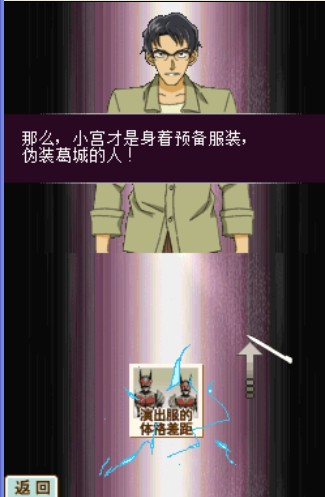 那么，小宫才是身着预备服装，
伪装葛城的人！
演出服的
体格差距
返回